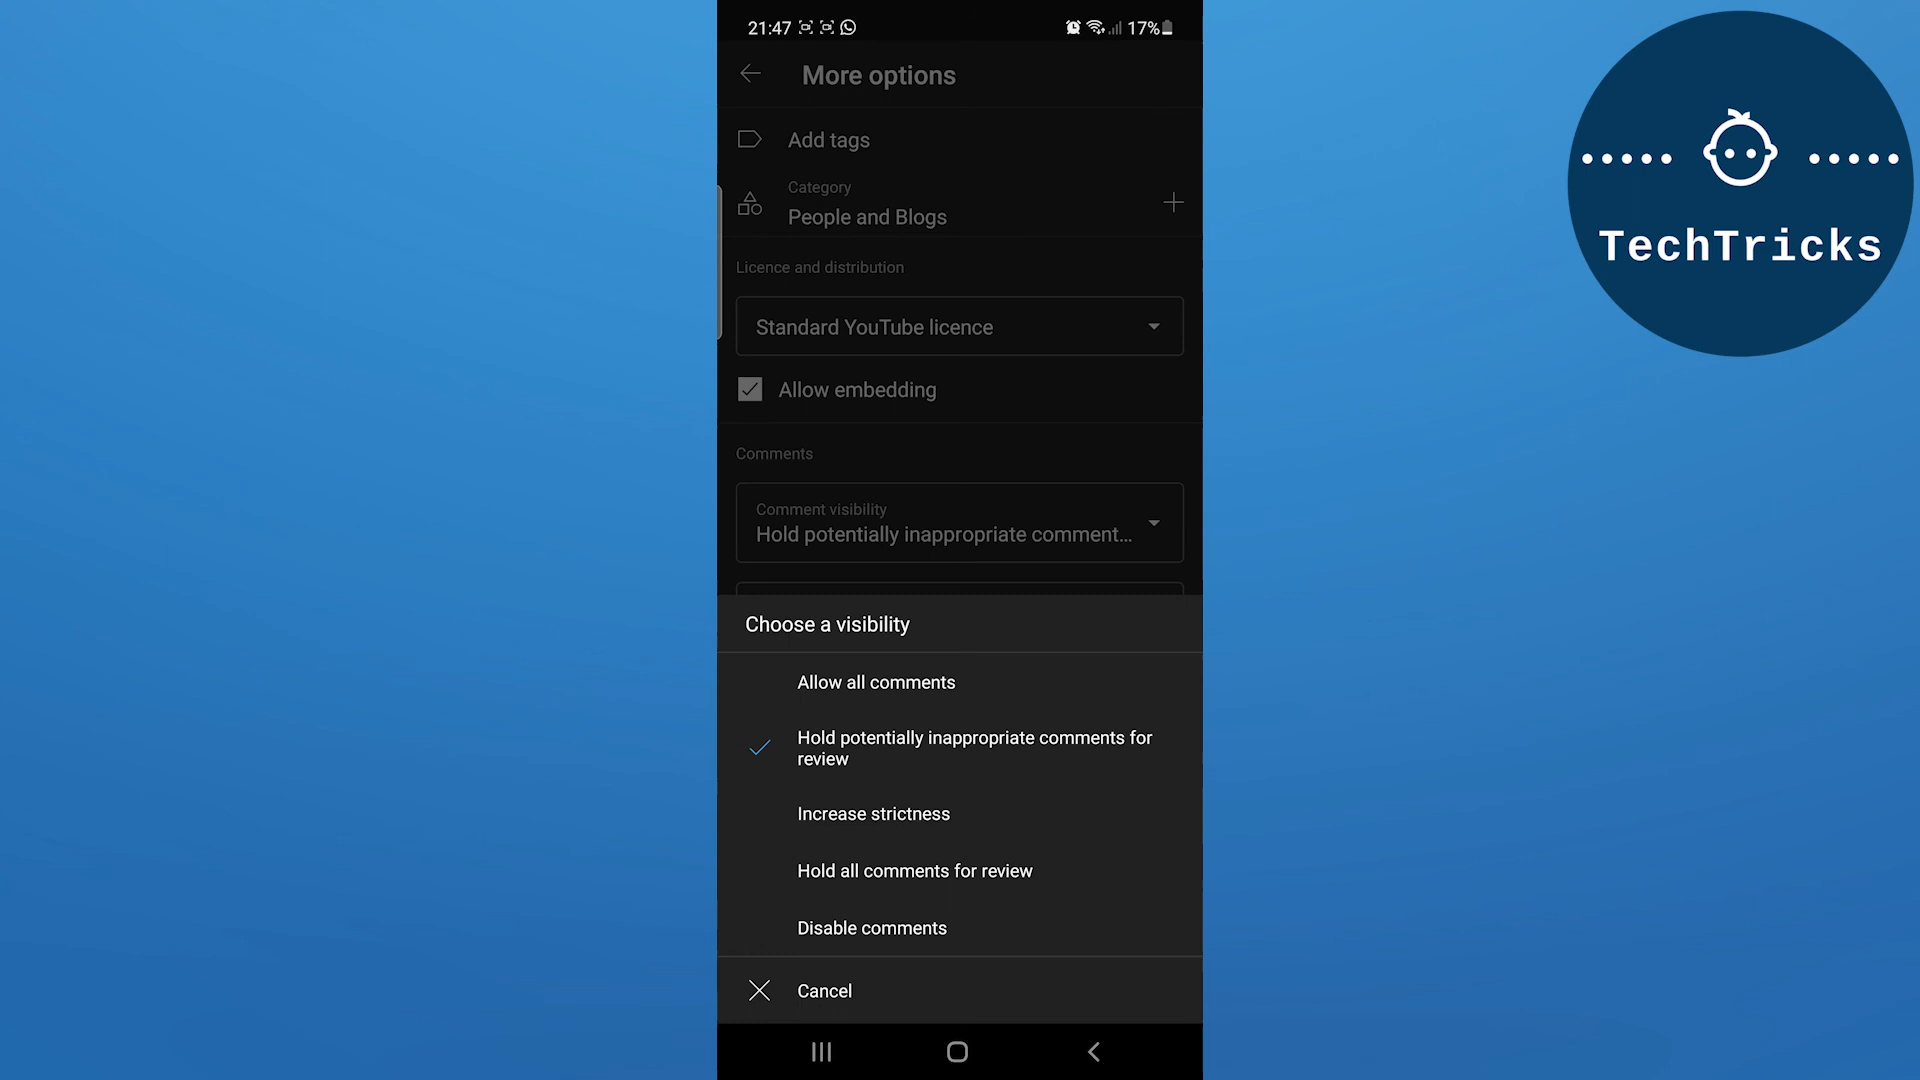 21:47
17%
More options
Add tags
Category
People and Blogs
Licence and distribution
Standard YouTube licence
Allow embedding
Comments
Comment visibility
Hold potentially inappropriate comment...
Choose a visibility
Allow all comments
Hold potentially inappropriate comments for
review
Increase strictness
Hold all comments for review
Disable comments
Cancel
TechTricks